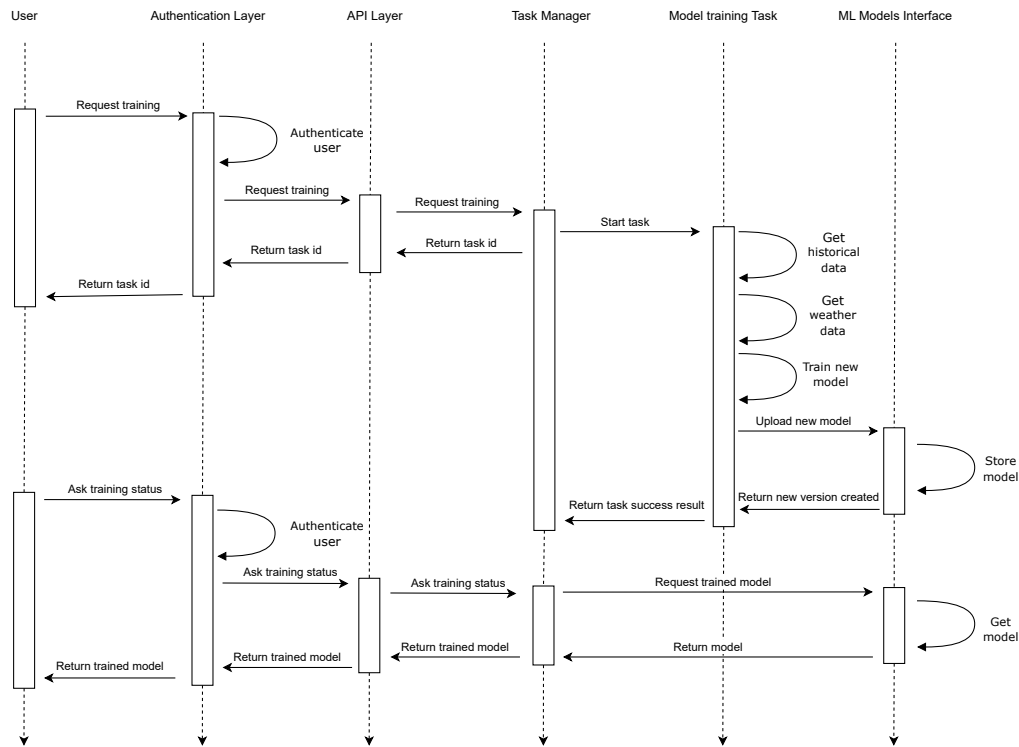 User
Authentication Layer
API Layer
Task Manager
Model training Task
ML Models Interface
Request training
Authenticate
user
Request training
Request training
Start task
Get
historical
data
Return task id
Return task id
Return task id
Get
weather
data
Train new
model
Upload new model
Store
model
Ask training status
Return new version created
Return task success result
Authenticate
user
Ask training status
Ask training status
Request trained model
Get
model
Return model
Return trained model
Return trained model
Return trained model